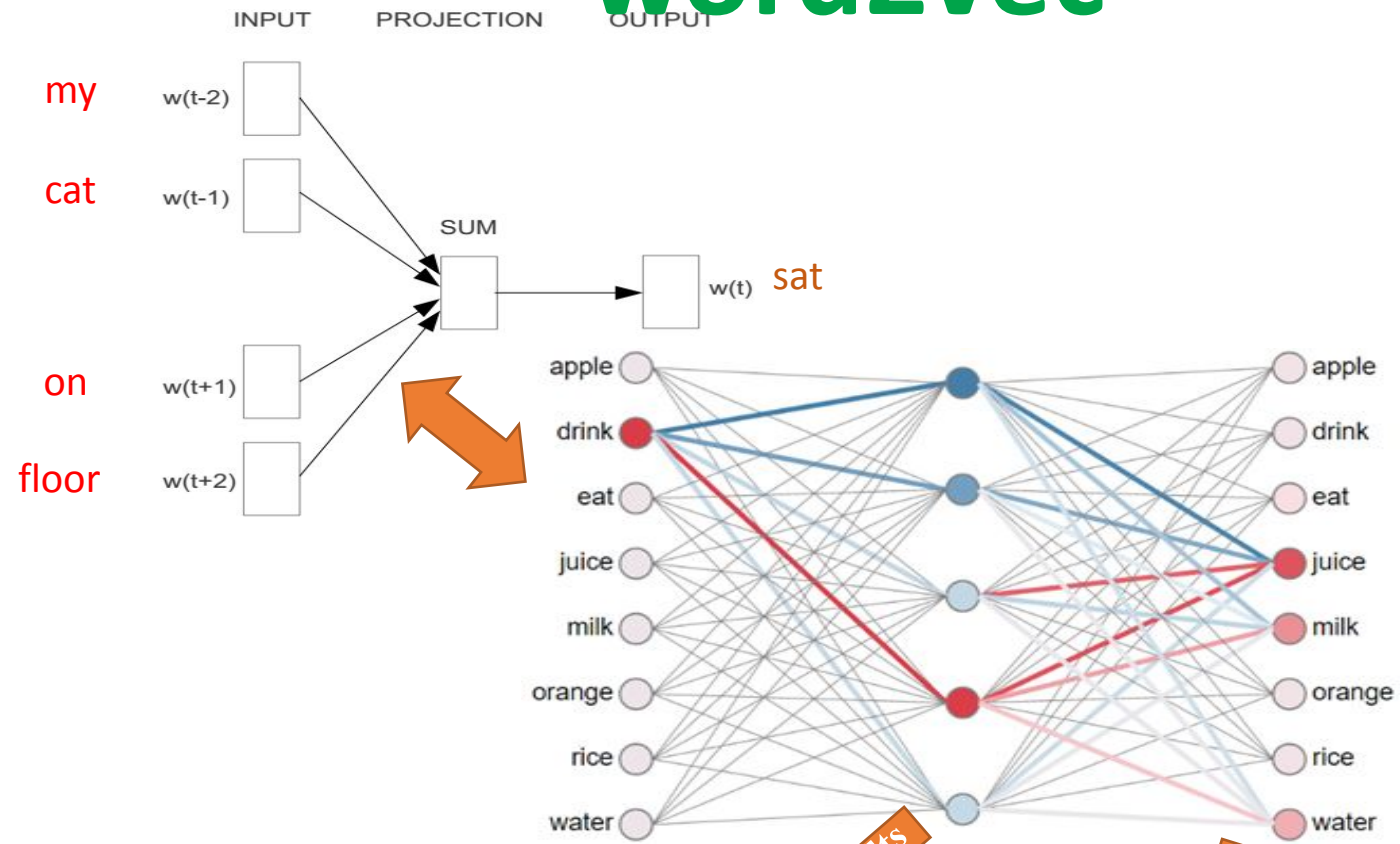 word2vec
INPUT PROJECTION OUTPUT
my w(t-2)
cat w(t-1)
SUM
w(t) sat
on w(t+1)
floor w(t+2)
apple apple
drink drink
eat eat
juice juice
milk milk
orange orange
rice rice
water water